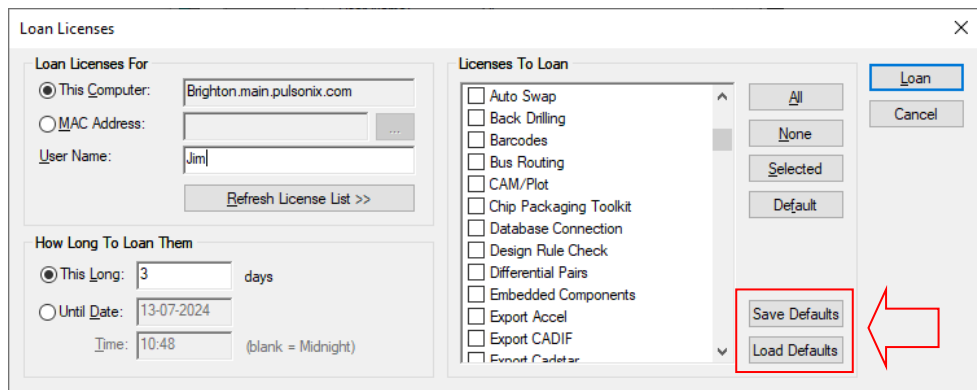 Loan Licenses
Loan Licenses For
This Computer: Brighton.main.pulsonix.com
MAC Address: ...
User Name: Jim
Refresh License List >>
How Long To Loan Them
This Long: 3 days
Until Date: 13-07-2024
Time: 10:48 (blank = Midnight)
Licenses To Loan
Auto Swap
Back Drilling
Barcodes
Bus Routing
CAM/Plot
Chip Packaging Toolkit
Database Connection
Design Rule Check
Differential Pairs
Embedded Components
Export Accel
Export CADIF
Export Cadstar
All
None
Selected
Default
Save Defaults
Load Defaults
Loan
Cancel